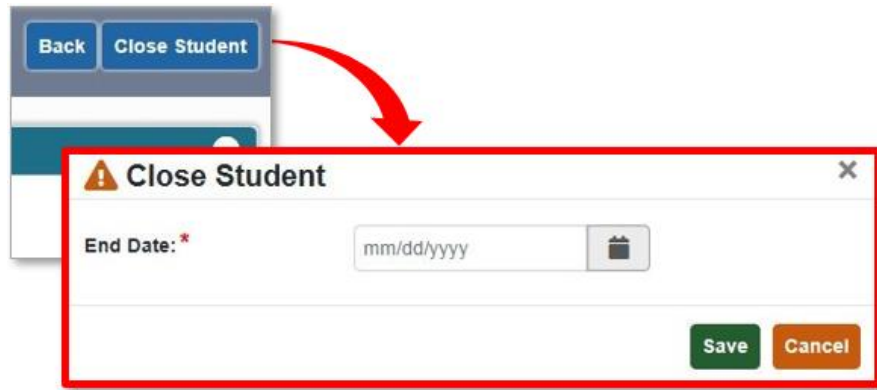 Back Close Student
Close Student
End Date:* mm/dd/yyyy
Save Cancel